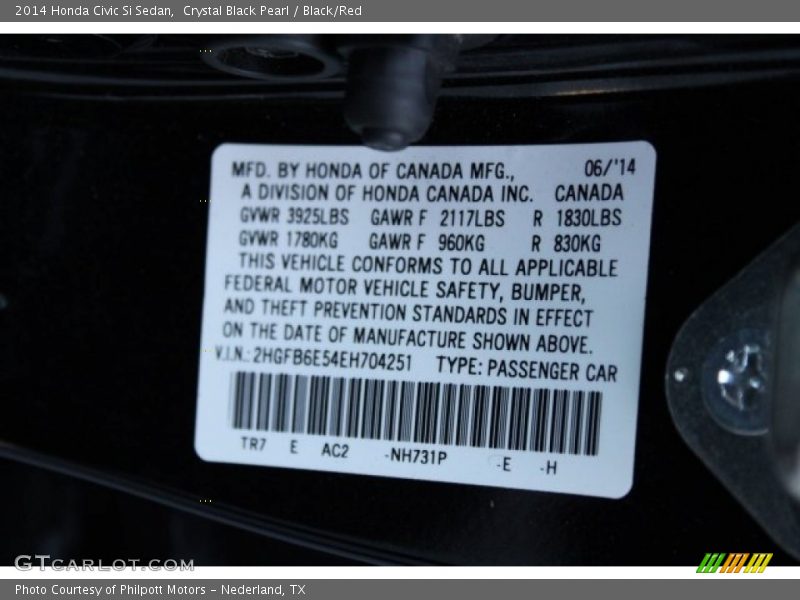 2014 Honda Civic Si Sedan,  Crystal Black Pearl / Black/Red
MFD. BY HONDA OF CANADA MFG., 06/'14
A DIVISION OF HONDA CANADA INC. CANADA
GVWR 3925LBS GAWR F 2117LBS R 1830LBS
GVWR 1780KG GAWR F 960KG R 830KG
THIS VEHICLE CONFORMS TO ALL APPLICABLE
FEDERAL MOTOR VEHICLE SAFETY, BUMPER,
AND THEFT PREVENTION STANDARDS IN EFFECT
ON THE DATE OF MANUFACTURE SHOWN ABOVE.
V.I.N.: 2HGFB6E54EH704251 TYPE: PASSENGER CAR
TR7 E AC2 -NH731P -E -H
GTCARLOT.COM
Photo Courtesy of Philpott Motors - Nederland, TX